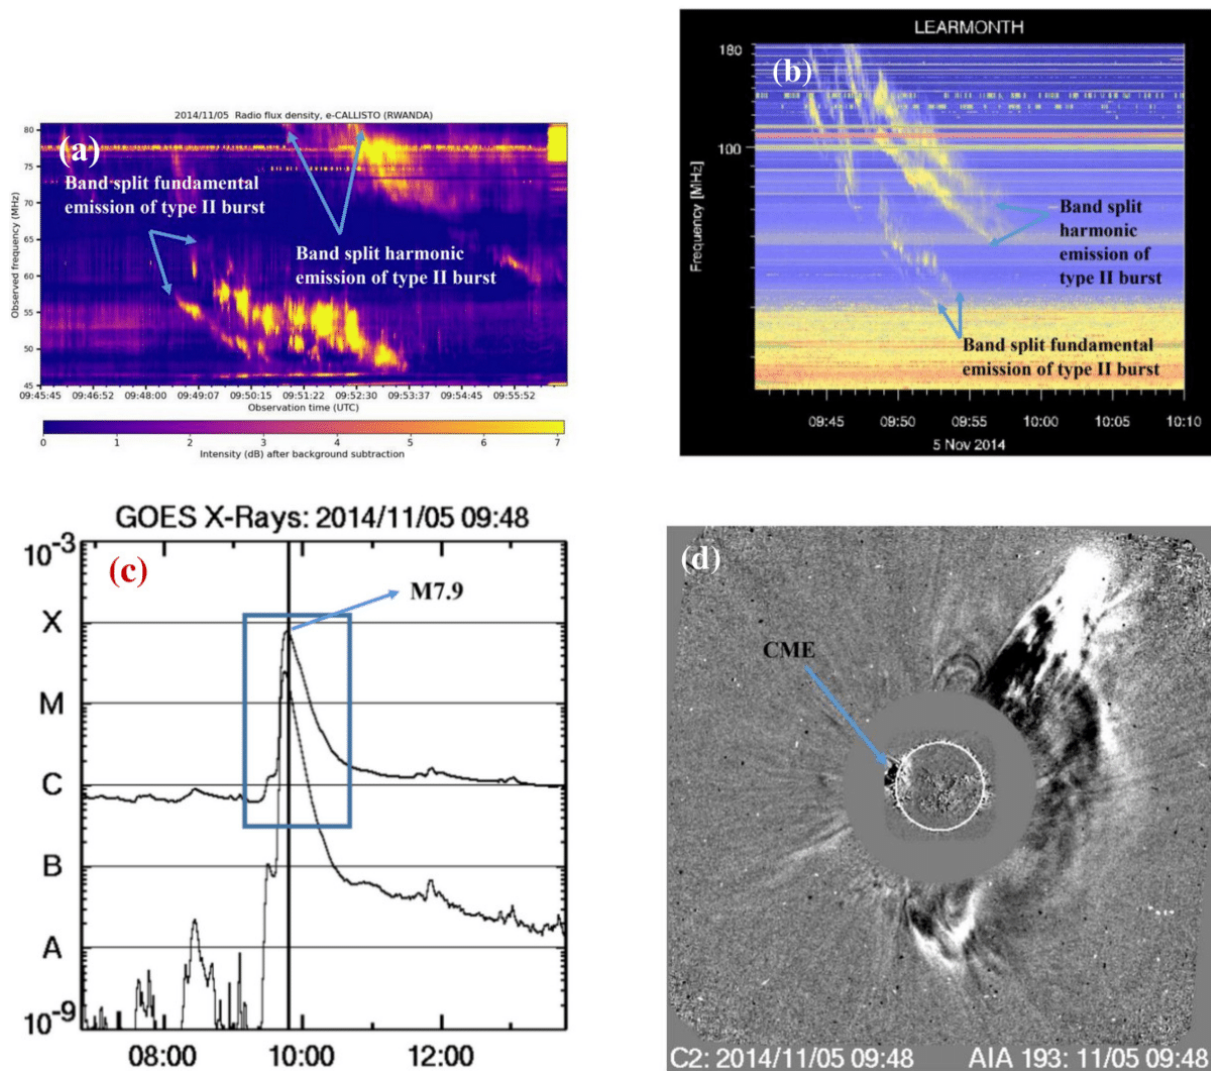 2014/11/05 Radio flux density, e-CALLISTO (RWANDA)
(a)
Band split fundamental
emission of type II burst
Band split harmonic
emission of type II burst
Observed frequency (MHz)
80
75
70
65
60
55
50
45
09:45:45 09:46:52 09:48:00 09:49:07 09:50:15 09:51:22 09:52:30 09:53:37 09:54:45 09:55:52
Observation time (UTC)
0 1 2 3 4 5 6 7
Intensity (dB) after background subtraction
LEARMONTH
(b)
180
100
Frequency [MHz]
Band split
harmonic
emission of
type II burst
Band split fundamental
emission of type II burst
09:45 09:50 09:55 10:00 10:05 10:10
5 Nov 2014
GOES X-Rays: 2014/11/05 09:48
(c)
10-3
X
M
C
B
A
10-9
M7.9
08:00 10:00 12:00
(d)
CME
C2: 2014/11/05 09:48 AIA 193: 11/05 09:48